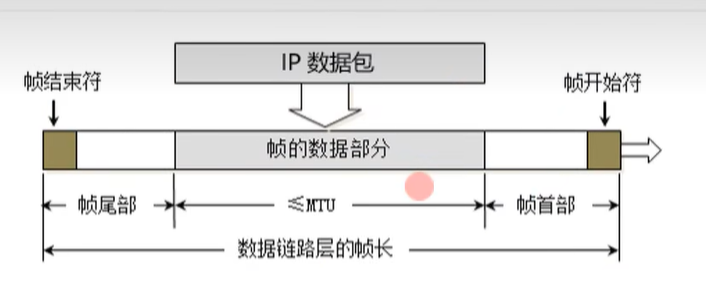 IP 数据包
帧结束符
帧开始符
帧的数据部分
帧尾部
≤MTU
帧首部
数据链路层的帧长